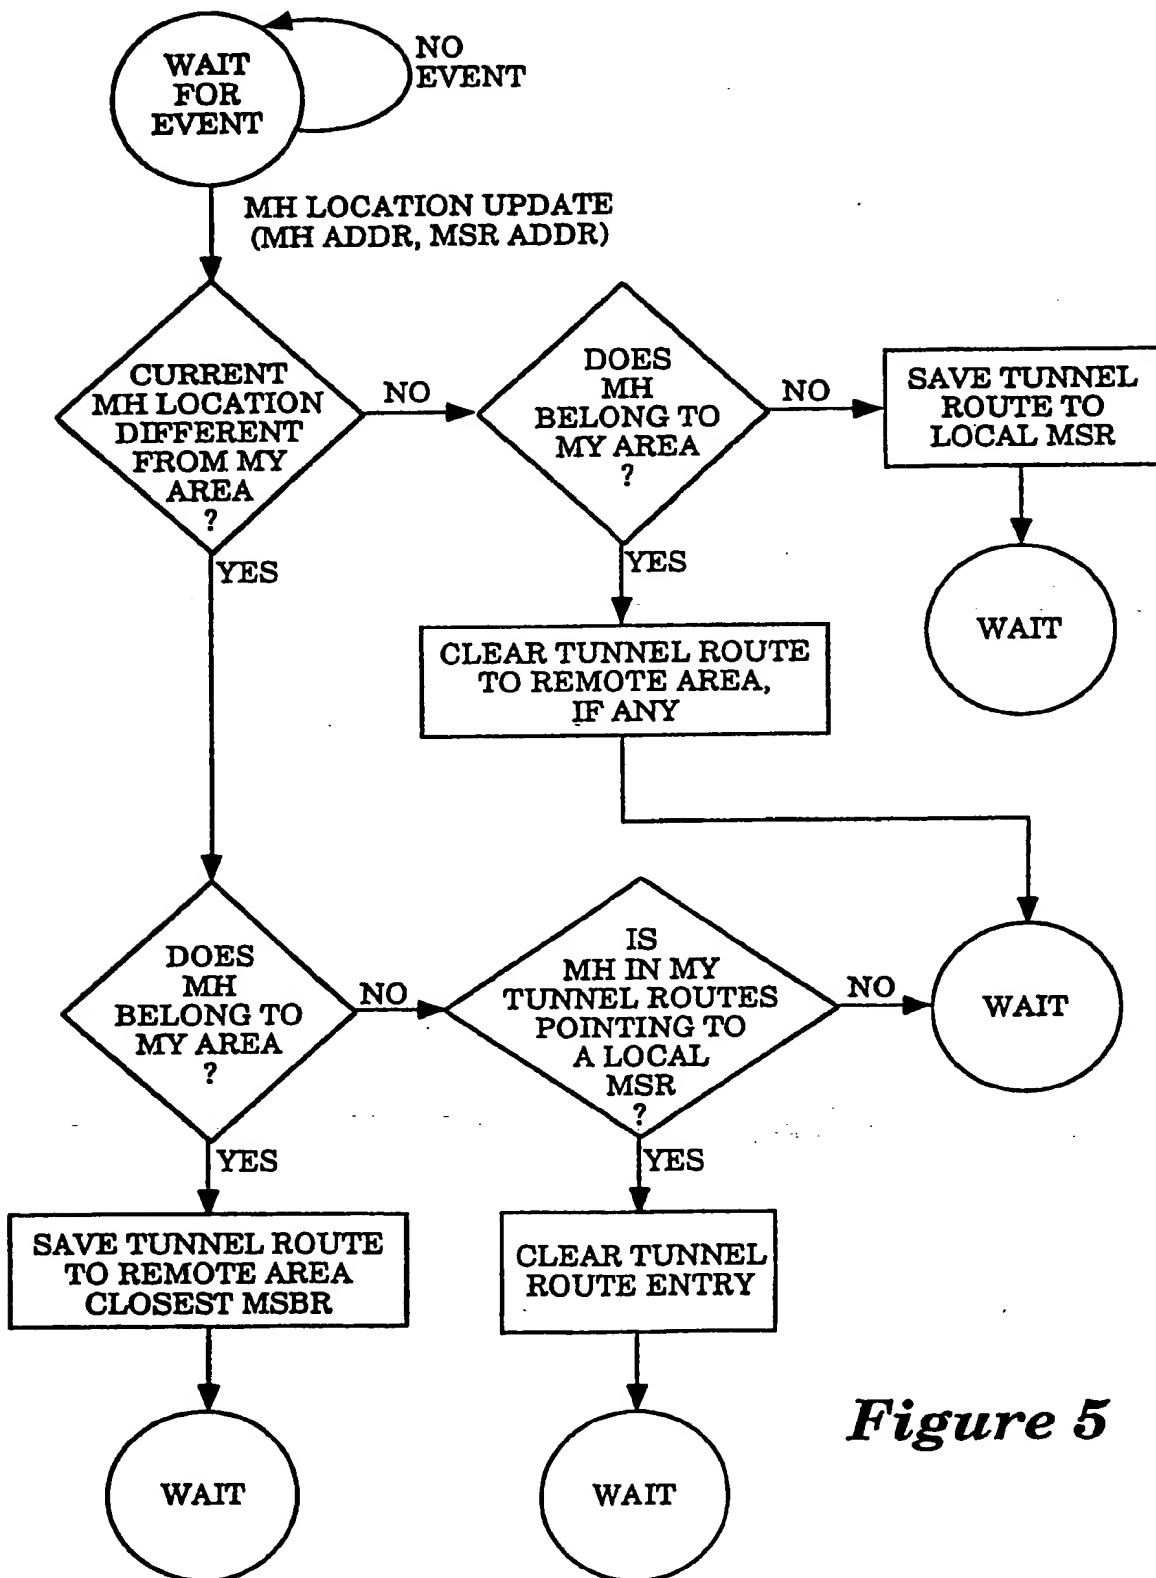 WAIT
FOR
EVENT
NO
EVENT
MH LOCATION UPDATE
(MH ADDR, MSR ADDR)
CURRENT
MH LOCATION
DIFFERENT
FROM MY
AREA
?
NO
YES
DOES
MH
BELONG TO
MY AREA
?
NO
YES
SAVE TUNNEL
ROUTE TO
LOCAL MSR
WAIT
CLEAR TUNNEL ROUTE
TO REMOTE AREA,
IF ANY
DOES
MH
BELONG TO
MY AREA
?
NO
YES
IS
MH IN MY
TUNNEL ROUTES
POINTING TO
A LOCAL
MSR
?
NO
YES
WAIT
SAVE TUNNEL ROUTE
TO REMOTE AREA
CLOSEST MSBR
CLEAR TUNNEL
ROUTE ENTRY
WAIT
WAIT
Figure 5